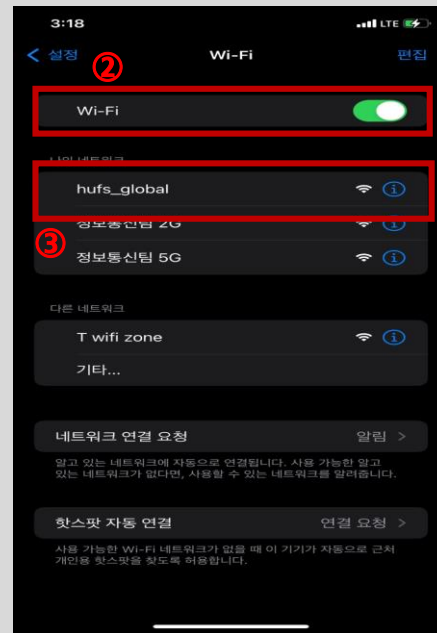 3:18 LTE
설정 Wi-Fi 편집
②
Wi-Fi
나의 네트워크
hufs_global
③
정보통신팀 2G
정보통신팀 5G
다른 네트워크
T wifi zone
기타...
네트워크 연결 요청 알림 >
알고 있는 네트워크에 자동으로 연결됩니다. 사용 가능한 알고
있는 네트워크가 없다면, 사용할 수 있는 네트워크를 알려줍니다.
핫스팟 자동 연결 연결 요청 >
사용 가능한 Wi-Fi 네트워크가 없을 때 이 기기가 자동으로 근처
개인용 핫스팟을 찾도록 허용합니다.